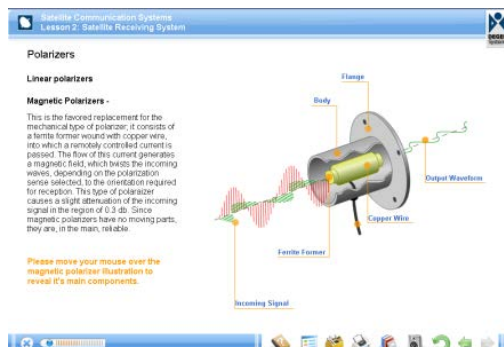 Satellite Communication Systems
Lesson 2: Satellite Receiving System
Polarizers
Linear polarizers
Magnetic Polarizers -
This is the favored replacement for the
mechanical type of polarizer; it consists of
a ferrite former wound with copper wire,
into which a remotely controlled current is
passed. The flow of this current generates
a magnetic field, which twists the incoming
waves, depending on the polarization
sense selected, to the orientation required
for reception. This type of polaraizer
causes a slight attenuation of the incoming
signal in the region of 0.3 db. Since
magnetic polarizers have no moving parts,
they are, in the main, reliable.
Please move your mouse over the
magnetic polarizer illustration to
reveal it's main components.
Flange
Body
Output Waveform
Copper Wire
Ferrite Former
Incoming Signal